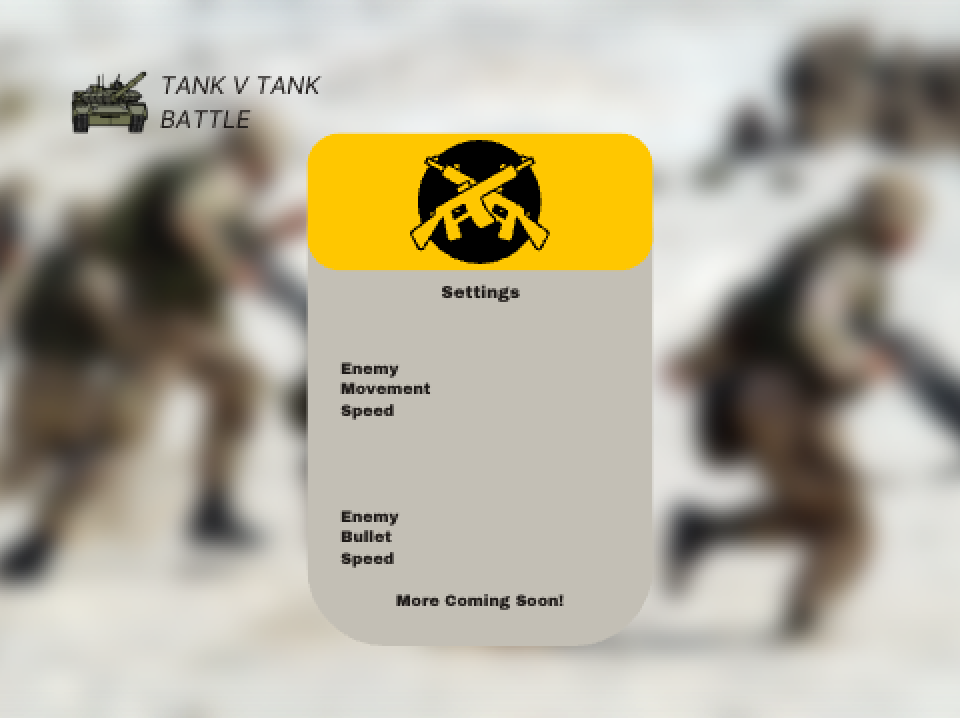 TANK V TANK
BATTLE
Settings
Enemy
Movement
Speed
Enemy
Bullet
Speed
More Coming Soon!